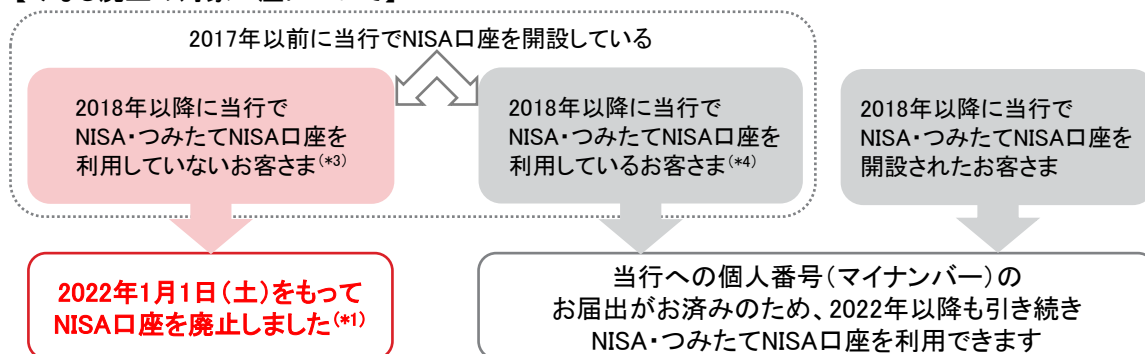 2017年以前に当行でNISA口座を開設している
2018年以降に当行で
NISA・つみたてNISA口座を
利用していないお客さま(*3)
2018年以降に当行で
NISA・つみたてNISA口座を
利用しているお客さま(*4)
2018年以降に当行で
NISA・つみたてNISA口座を
開設されたお客さま
2022年1月1日(土)をもって
NISA口座を廃止しました(*1)
当行への個人番号(マイナンバー)の
お届出がお済みのため、2022年以降も引き続き
NISA・つみたてNISA口座を利用できます